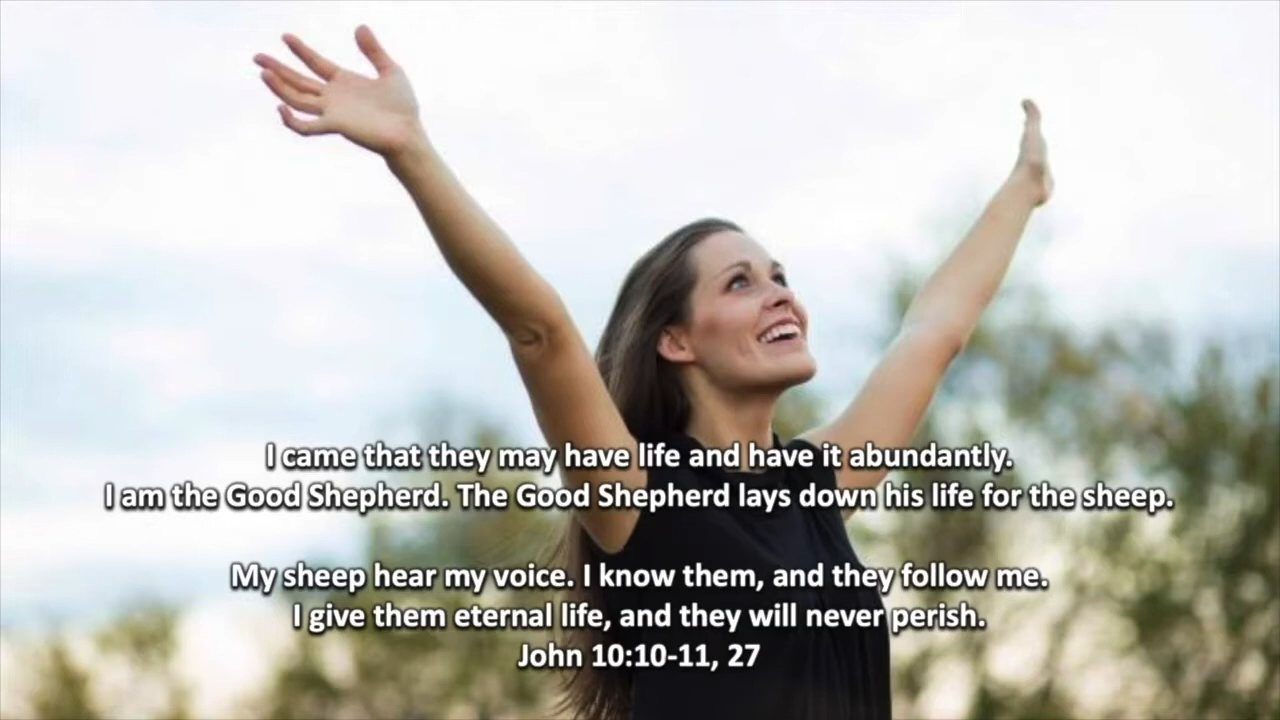 I came that they may have life and have it abundantly.
I am the Good Shepherd. The Good Shepherd lays down his life for the sheep.
My sheep hear my voice. I know them, and they follow me.
I give them eternal life, and they will never perish.
John 10:10-11, 27